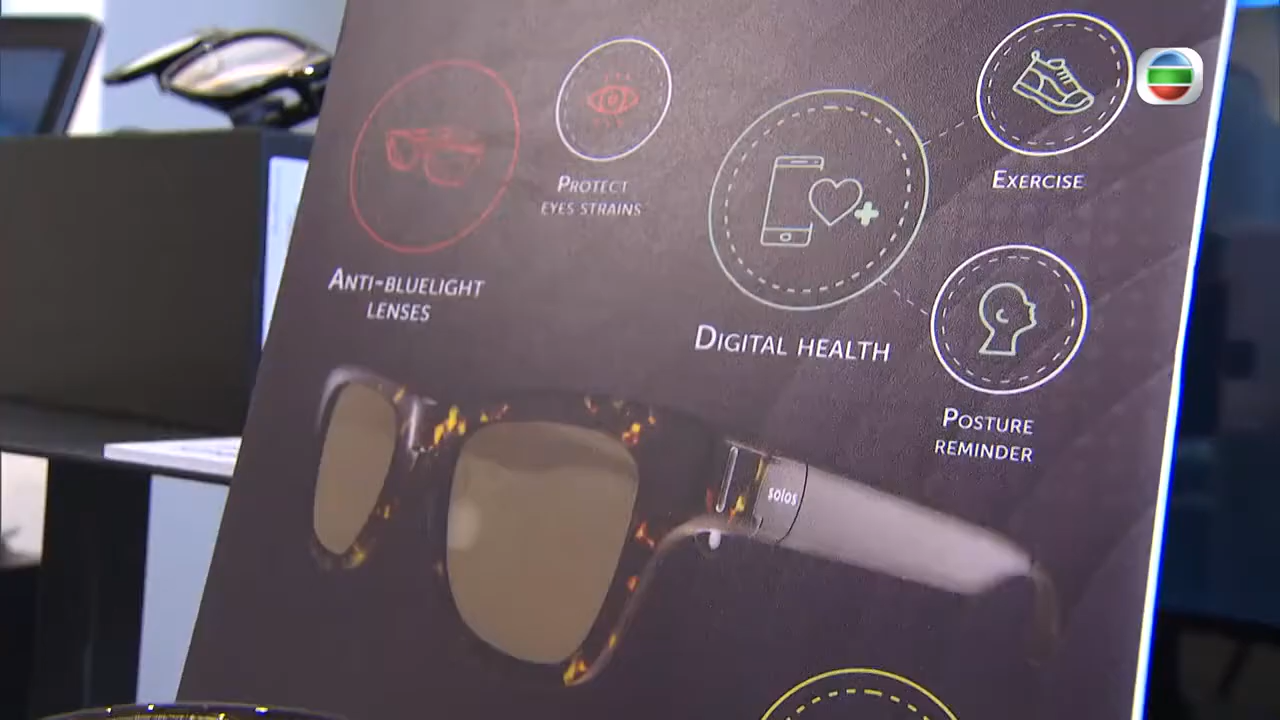 PROTECT
EYES STRAINS
EXERCISE
ANTI-BLUELIGHT
LENSES
DIGITAL HEALTH
POSTURE
REMINDER
solos